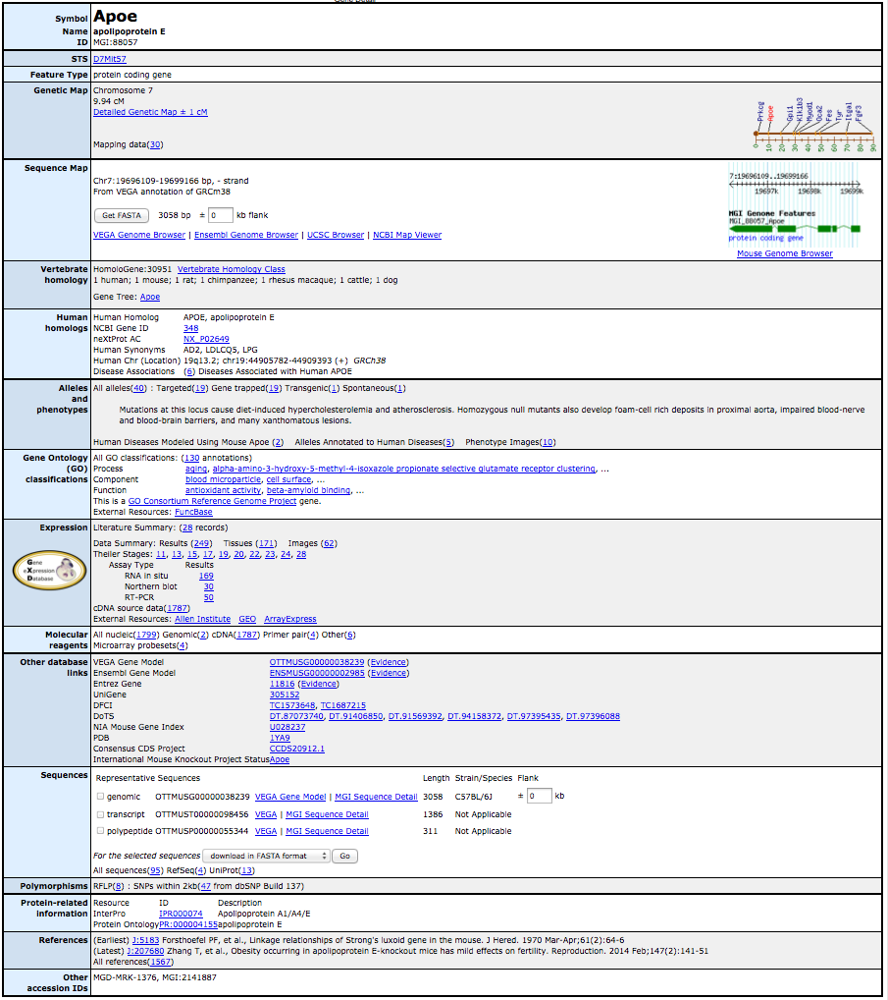 Symbol Apoe
Name apolipoprotein E
ID MGI:88057
STS D7Mit57
Feature Type protein coding gene
Genetic Map Chromosome 7
9.94 cM
Detailed Genetic Map ± 1 cM
Mapping data(30)
Prkcg Apoe Gpi1 Klk1b3 Myod1 Oca2 Fes Tyr Itgal Fgf3
0 10 20 30 40 50 60 70 80 90
Sequence Map
Chr7:19696109-19699166 bp, - strand
From VEGA annotation of GRCm38
Get FASTA 3058 bp ± 0 kb flank
VEGA Genome Browser | Ensembl Genome Browser | UCSC Browser | NCBI Map Viewer
7:19696109..19699166
19697k 19698k 19699k
MGI Genome Features
MGI_88057_Apoe
protein coding gene
Mouse Genome Browser
Vertebrate homology HomoloGene:30951 Vertebrate Homology Class
1 human; 1 mouse; 1 rat; 1 chimpanzee; 1 rhesus macaque; 1 cattle; 1 dog
Gene Tree: Apoe
Human homologs Human Homolog APOE, apolipoprotein E
NCBI Gene ID 348
neXtProt AC NX_P02649
Human Synonyms AD2, LDLCQ5, LPG
Human Chr (Location) 19q13.2; chr19:44905782-44909393 (+) GRCh38
Disease Associations (6) Diseases Associated with Human APOE
Alleles and phenotypes All alleles(40) : Targeted(19) Gene trapped(19) Transgenic(1) Spontaneous(1)
Mutations at this locus cause diet-induced hypercholesterolemia and atherosclerosis. Homozygous null mutants also develop foam-cell rich deposits in proximal aorta, impaired blood-nerve
and blood-brain barriers, and many xanthomatous lesions.
Human Diseases Modeled Using Mouse Apoe (2) Alleles Annotated to Human Diseases(5) Phenotype Images(10)
Gene Ontology (GO) classifications All GO classifications: (130 annotations)
Process aging, alpha-amino-3-hydroxy-5-methyl-4-isoxazole propionate selective glutamate receptor clustering, ...
Component blood microparticle, cell surface, ...
Function antioxidant activity, beta-amyloid binding, ...
This is a GO Consortium Reference Genome Project gene.
External Resources: FuncBase
Expression Literature Summary: (28 records)
Gene eXpression Database
Data Summary: Results (249) Tissues (171) Images (62)
Theiler Stages: 11, 13, 15, 17, 19, 20, 22, 23, 24, 28
Assay Type Results
RNA in situ 169
Northern blot 30
RT-PCR 50
cDNA source data(1787)
External Resources: Allen Institute GEO ArrayExpress
Molecular reagents All nucleic(1799) Genomic(2) cDNA(1787) Primer pair(4) Other(6)
Microarray probesets(4)
Other database links VEGA Gene Model OTTMUSG00000038239 (Evidence)
Ensembl Gene Model ENSMUSG00000002985 (Evidence)
Entrez Gene 11816 (Evidence)
UniGene 305152
DFCI TC1573648, TC1687215
DoTS DT.87073740, DT.91406850, DT.91569392, DT.94158372, DT.97395435, DT.97396088
NIA Mouse Gene Index U028237
PDB 1YA9
Consensus CDS Project CCDS20912.1
International Mouse Knockout Project Status Apoe
Sequences Representative Sequences Length Strain/Species Flank
genomic OTTMUSG00000038239 VEGA Gene Model | MGI Sequence Detail 3058 C57BL/6J ± 0 kb
transcript OTTMUST00000098456 VEGA | MGI Sequence Detail 1386 Not Applicable
polypeptide OTTMUSP00000055344 VEGA | MGI Sequence Detail 311 Not Applicable
For the selected sequences download in FASTA format Go
All sequences(95) RefSeq(4) UniProt(13)
Polymorphisms RFLP(8) : SNPs within 2kb(47 from dbSNP Build 137)
Protein-related information Resource ID Description
InterPro IPR000074 Apolipoprotein A1/A4/E
Protein Ontology PR:000004155 apolipoprotein E
References (Earliest) J:5183 Forsthoefel PF, et al., Linkage relationships of Strong's luxoid gene in the mouse. J Hered. 1970 Mar-Apr;61(2):64-6
(Latest) J:207680 Zhang T, et al., Obesity occurring in apolipoprotein E-knockout mice has mild effects on fertility. Reproduction. 2014 Feb;147(2):141-51
All references(1567)
Other accession IDs MGD-MRK-1376, MGI:2141887